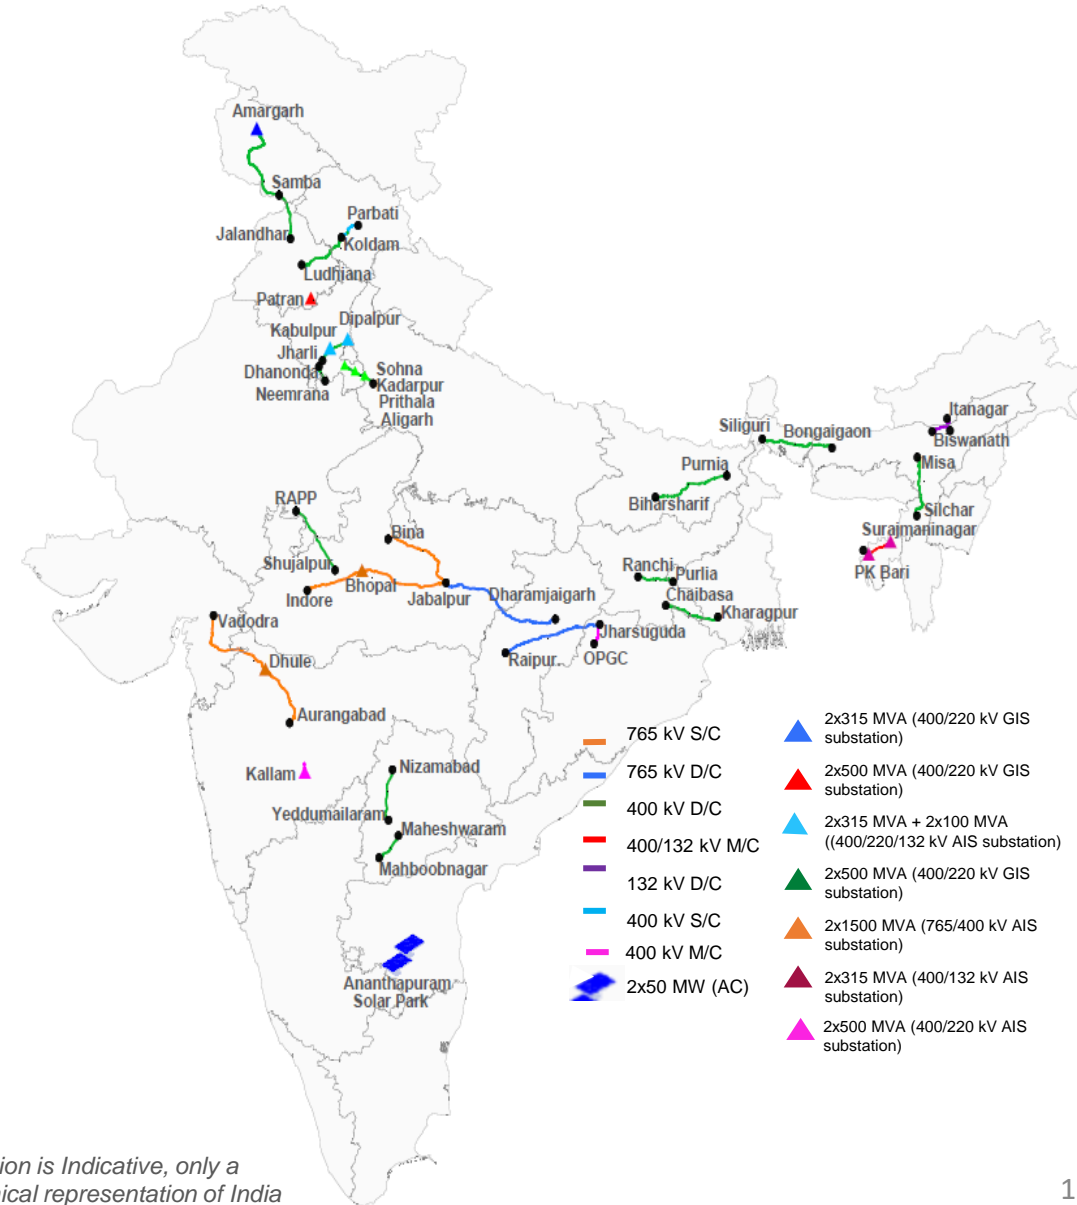 Amargarh
Samba
Jalandhar
Parbati
Koldam
Ludhiana
Patran
Dipalpur
Kabulpur
Jharli
Dhanonda
Neemrana
Sohna
Kadarpur
Prithala
Aligarh
Itanagar
Biswanath
Siliguri
Bongaigaon
Misa
Purnia
Biharsharif
Silchar
Surajmaninagar
PK Bari
RAPP
Bina
Shujalpur
Bhopal
Indore
Jabalpur
Dharamjaigarh
Ranchi
Purlia
Chaibasa
Kharagpur
Jharsuguda
OPGC
Raipur..
Vadodra
Dhule
Aurangabad
Kallam
Nizamabad
Yeddumailaram
Maheshwaram
Mahboobnagar
Ananthapuram
Solar Park
765 kV S/C
765 kV D/C
400 kV D/C
400/132 kV M/C
132 kV D/C
400 kV S/C
400 kV M/C
2x50 MW (AC)
2x315 MVA (400/220 kV GIS
substation)
2x500 MVA (400/220 kV GIS
substation)
2x315 MVA + 2x100 MVA
((400/220/132 kV AIS substation)
2x500 MVA (400/220 kV GIS
substation)
2x1500 MVA (765/400 kV AIS
substation)
2x315 MVA (400/132 kV AIS
substation)
2x500 MVA (400/220 kV AIS
substation)
ion is Indicative, only a
ical representation of India
1